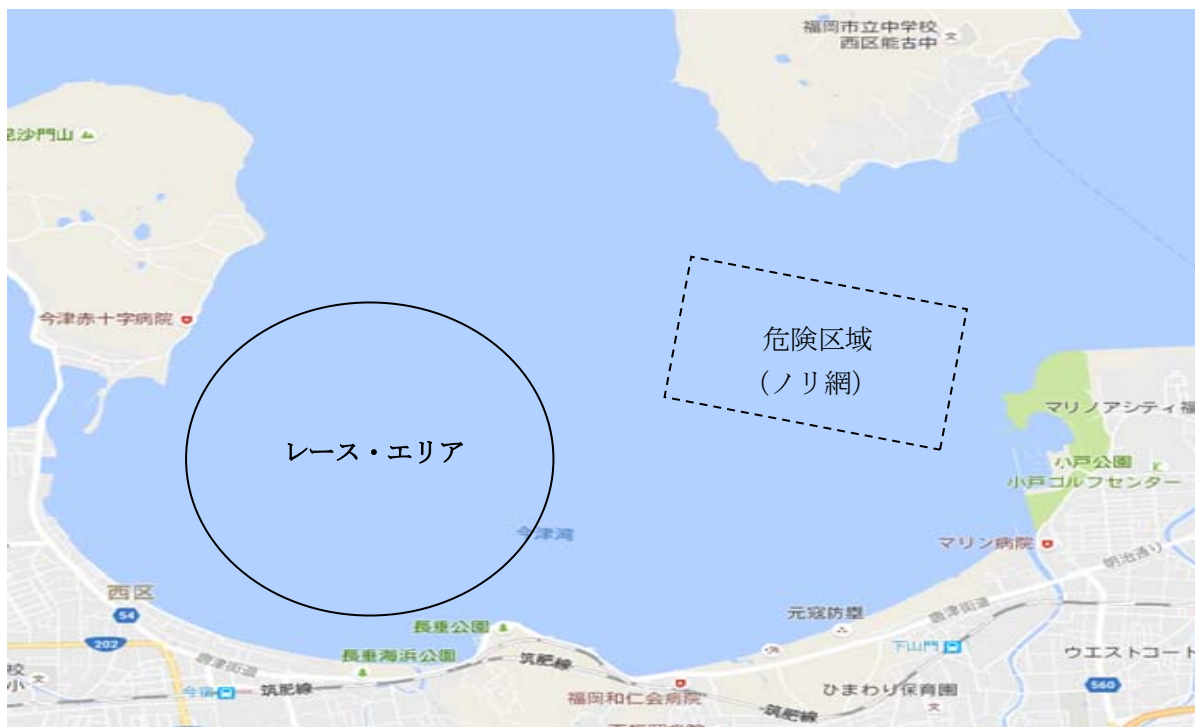 福岡市立中学校
西区能古中
毘沙門山
今津赤十字病院
危険区域
（ノリ網）
マリノアシティ福
レース・エリア
小戸公園
小戸ゴルフセンター
今津湾
マリン病院
明治通り
西区
54
元寇防塁
唐津街道
長垂公園
202
下山門
ウエストコート
唐津街道
長垂海浜公園
筑肥線
校
小
今宿
筑肥線
福岡和仁会病院
ひまわり保育園
560
筑肥線